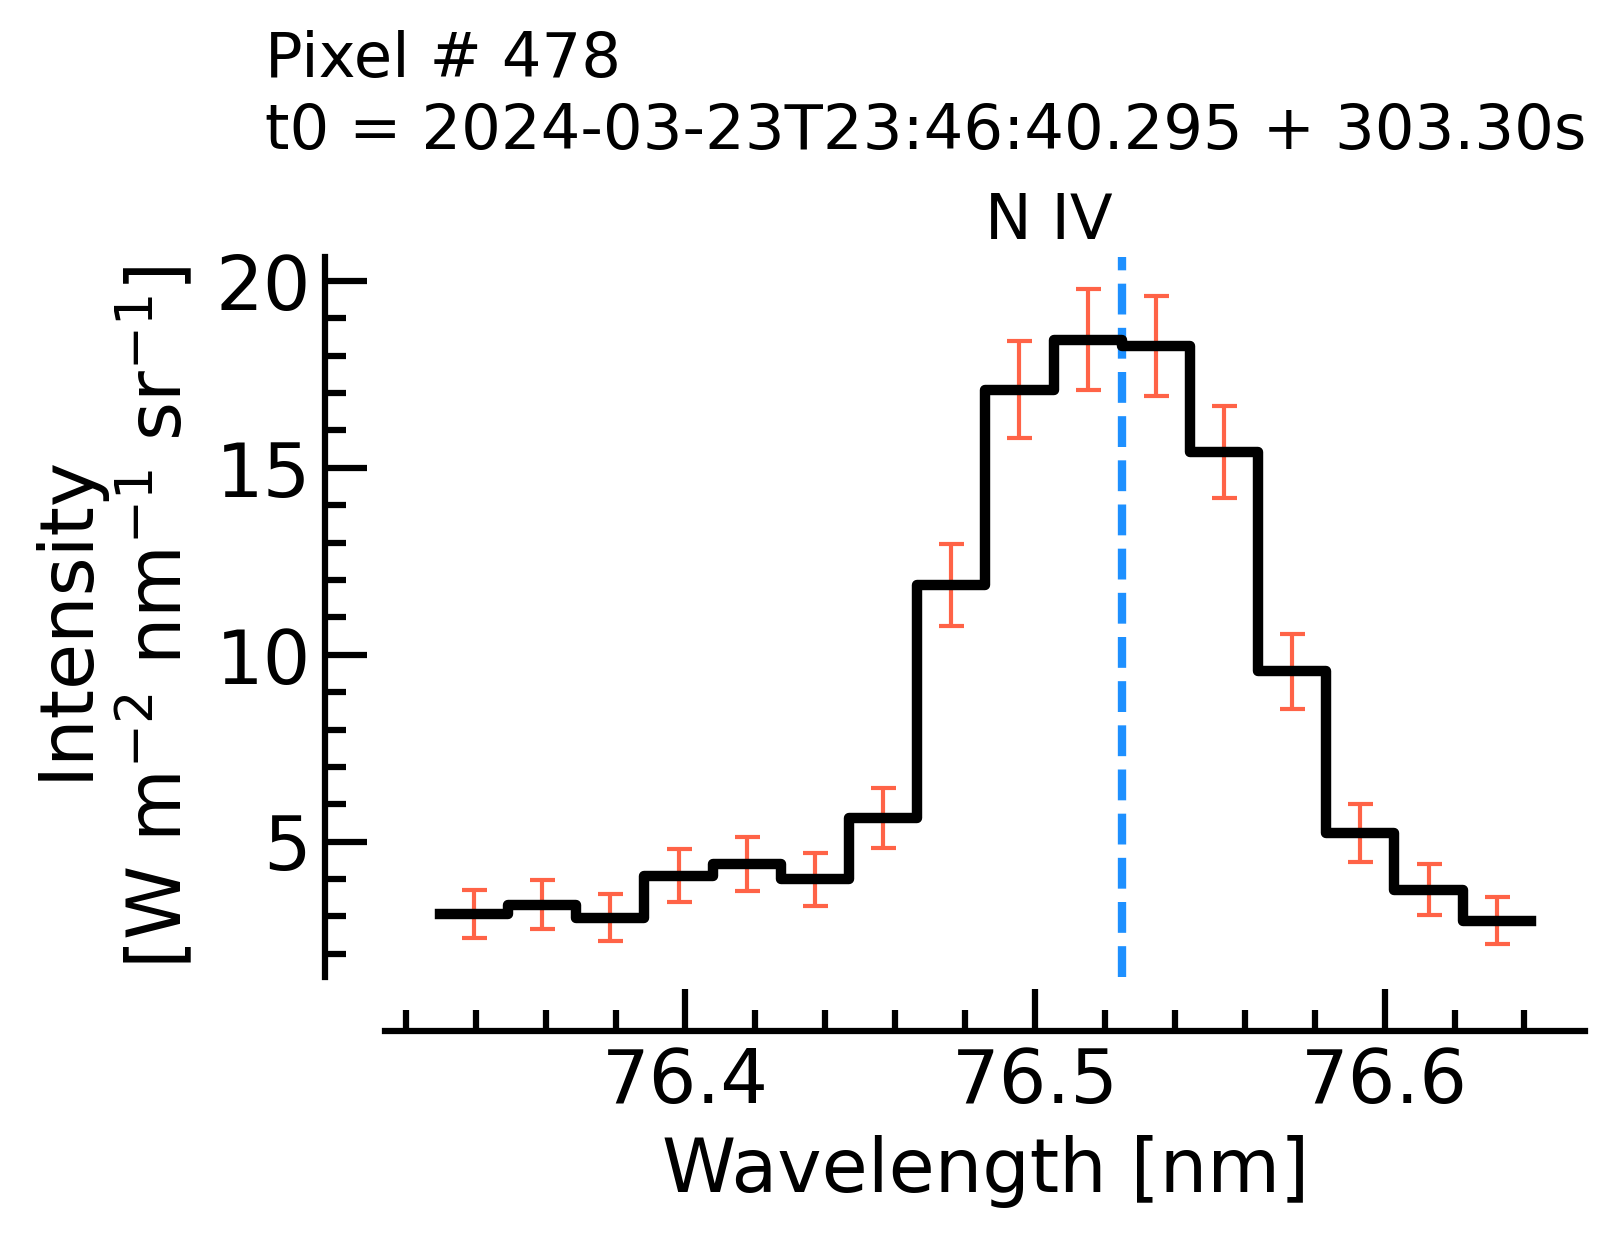 Pixel # 478
t0 = 2024-03-23T23:46:40.295 + 303.30s
N IV
Intensity
[W m⁻² nm⁻¹ sr⁻¹]
20
15
10
5
76.4 76.5 76.6
Wavelength [nm]